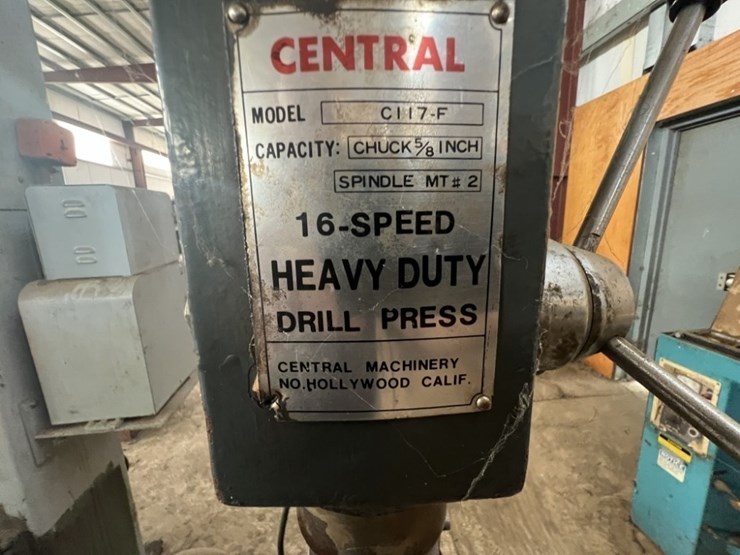 CENTRAL
MODEL C117-F
CAPACITY: CHUCK 5/8 INCH
SPINDLE MT # 2
16-SPEED
HEAVY DUTY
DRILL PRESS
CENTRAL MACHINERY
NO. HOLLYWOOD CALIF.